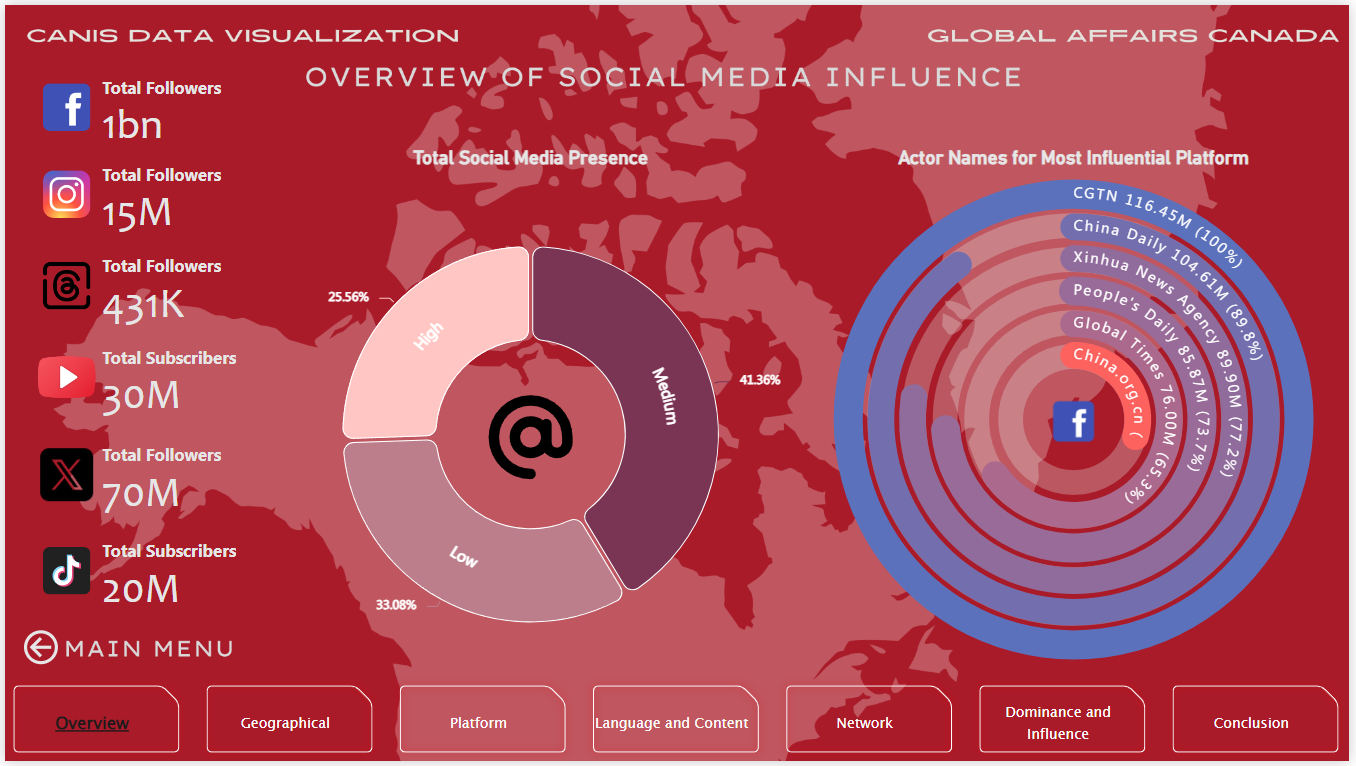 CANIS DATA VISUALIZATION
GLOBAL AFFAIRS CANADA
OVERVIEW OF SOCIAL MEDIA INFLUENCE
Total Followers
1bn
Total Followers
15M
Total Followers
431K
Total Subscribers
30M
Total Followers
70M
Total Subscribers
20M
Total Social Media Presence
25.56%
High
Medium
41.36%
Low
33.08%
Actor Names for Most Influential Platform
CGTN 116.45M (100%)
China Daily 104.61M (89.8%)
Xinhua News Agency 89.90M (77.2%)
People's Daily 85.87M (73.7%)
Global Times 76.00M (65.3%)
China.org.cn (
MAIN MENU
Overview
Geographical
Platform
Language and Content
Network
Dominance and
Influence
Conclusion